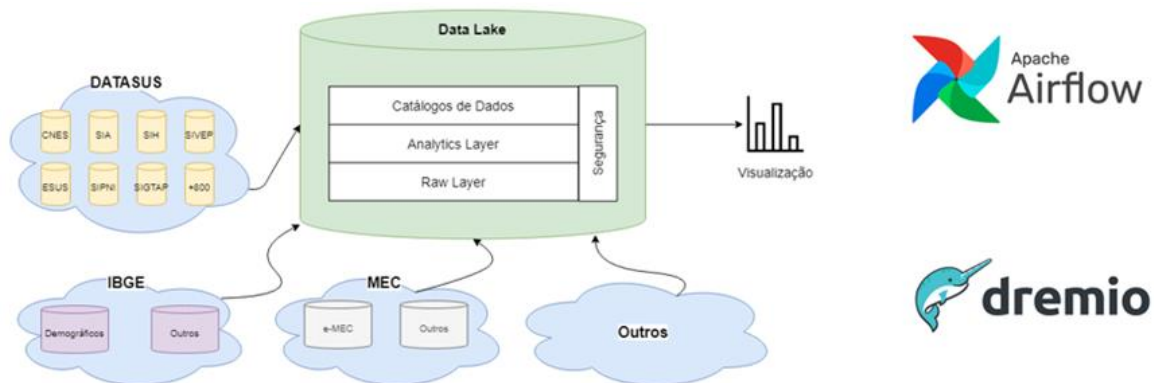 Data Lake
DATASUS
CNES
SIA
SIH
SIVEP
ESUS
SIPNI
SIGTAP
+800
Catálogos de Dados
Analytics Layer
Raw Layer
Segurança
Visualização
IBGE
Demográficos
Outros
MEC
e-MEC
Outros
Outros
Apache
Airflow
dremio